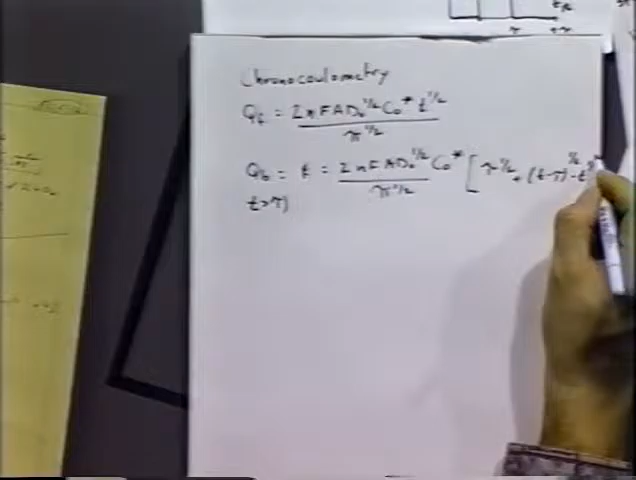 Chronocoulometry
Qf = 2nFAD₀^1/2 C₀* t^1/2 / π^1/2
Qb = t = 2nFAD₀^1/2 C₀* / π^1/2 [ τ^1/2 + (t-τ)^1/2 - t^1/2
t>τ)